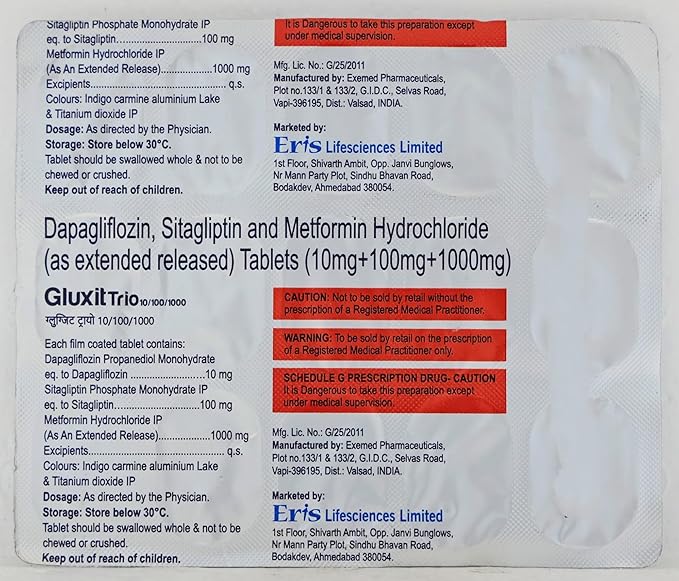 Sitagliptin Phosphate Monohydrate IP
eq. to Sitagliptin.....................100 mg
Metformin Hydrochloride IP
(As An Extended Release)...................1000 mg
Excipients...............................................q.s.
Colours: Indigo carmine aluminium Lake
& Titanium dioxide IP
Dosage: As directed by the Physician.
Storage: Store below 30°C.
Tablet should be swallowed whole & not to be
chewed or crushed.
Keep out of reach of children.
It is Dangerous to take this preparation except
under medical supervision.
Mfg. Lic. No.: G/25/2011
Manufactured by: Exemed Pharmaceuticals,
Plot no.133/1 & 133/2, G.I.D.C., Selvas Road,
Vapi-396195, Dist.: Valsad, INDIA.
Marketed by:
Eris Lifesciences Limited
1st Floor, Shivarth Ambit, Opp. Janvi Bunglows,
Nr Mann Party Plot, Sindhu Bhavan Road,
Bodakdev, Ahmedabad 380054.
Dapagliflozin, Sitagliptin and Metformin Hydrochloride
(as extended released) Tablets (10mg+100mg+1000mg)
GluxitTrio 10/100/1000
ग्लुग्जिट ट्रायो 10/100/1000
Each film coated tablet contains:
Dapagliflozin Propanediol Monohydrate
eq. to Dapagliflozin ....................10 mg
Sitagliptin Phosphate Monohydrate IP
eq. to Sitagliptin.....................100 mg
Metformin Hydrochloride IP
(As An Extended Release)...................1000 mg
Excipients...............................................q.s.
Colours: Indigo carmine aluminium Lake
& Titanium dioxide IP
Dosage: As directed by the Physician.
Storage: Store below 30°C.
Tablet should be swallowed whole & not to be
chewed or crushed.
Keep out of reach of children.
CAUTION: Not to be sold by retail without the
prescription of a Registered Medical Practitioner.
WARNING: To be sold by retail on the prescription
of a Registered Medical Practitioner only.
SCHEDULE G PRESCRIPTION DRUG- CAUTION
It is Dangerous to take this preparation except
under medical supervision.
Mfg. Lic. No.: G/25/2011
Manufactured by: Exemed Pharmaceuticals,
Plot no.133/1 & 133/2, G.I.D.C., Selvas Road,
Vapi-396195, Dist.: Valsad, INDIA.
Marketed by:
Eris Lifesciences Limited
1st Floor, Shivarth Ambit, Opp. Janvi Bunglows,
Nr Mann Party Plot, Sindhu Bhavan Road,
Bodakdev, Ahmedabad 380054.